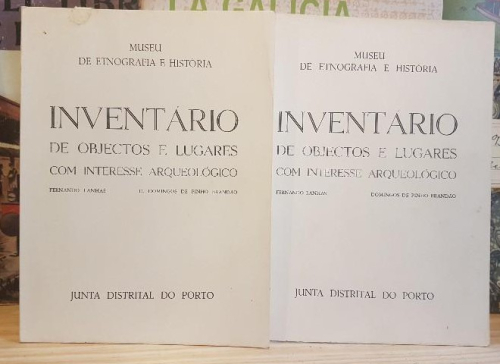 LA GALICIA
MUSEU
DE ETNOGRAFIA E HISTÓRIA
INVENTÁRIO
DE OBJECTOS E LUGARES
COM INTERESSE ARQUEOLÓGICO
FERNANDO LANHAS D. DOMINGOS DE PINHO BRANDÃO
JUNTA DISTRITAL DO PORTO
MUSEU
DE ETNOGRAFIA E HISTÓRIA
INVENTÁRIO
DE OBJECTOS E LUGARES
COM INTERESSE ARQUEOLÓGICO
FERNANDO LANHAS DOMINGOS DE PINHO BRANDÃO
JUNTA DISTRITAL DO PORTO